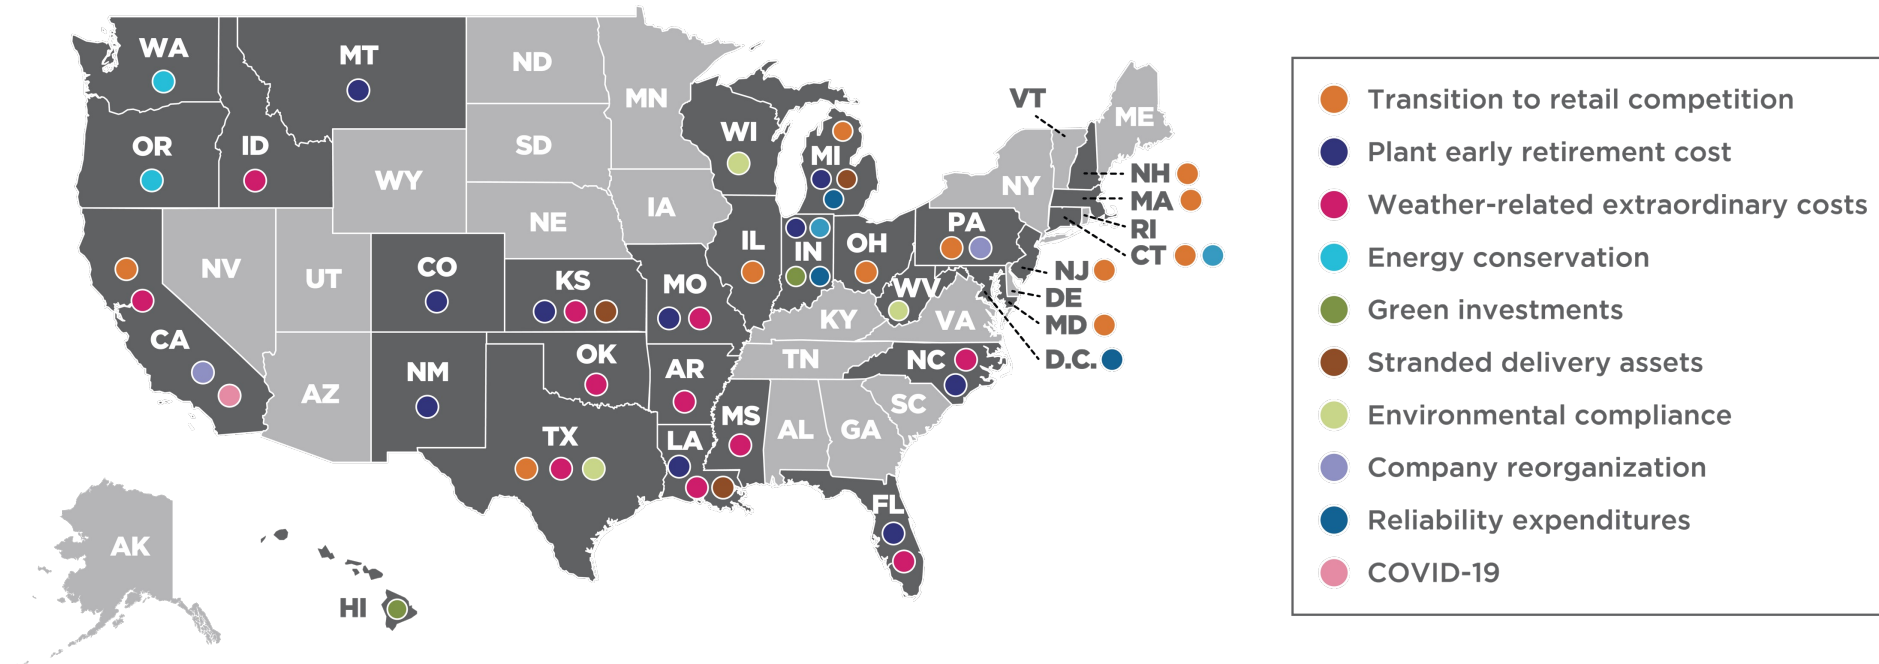 WA
MT
ND
MN
VT
ME
OR
ID
SD
WI
MI
WY
NY
NH
MA
RI
CT
NE
IA
PA
NV
UT
CO
KS
MO
IL
IN
OH
WV
NJ
DE
MD
D.C.
KY
VA
CA
AZ
NM
OK
AR
TN
NC
SC
TX
LA
MS
AL
GA
FL
AK
HI
Transition to retail competition
Plant early retirement cost
Weather-related extraordinary costs
Energy conservation
Green investments
Stranded delivery assets
Environmental compliance
Company reorganization
Reliability expenditures
COVID-19